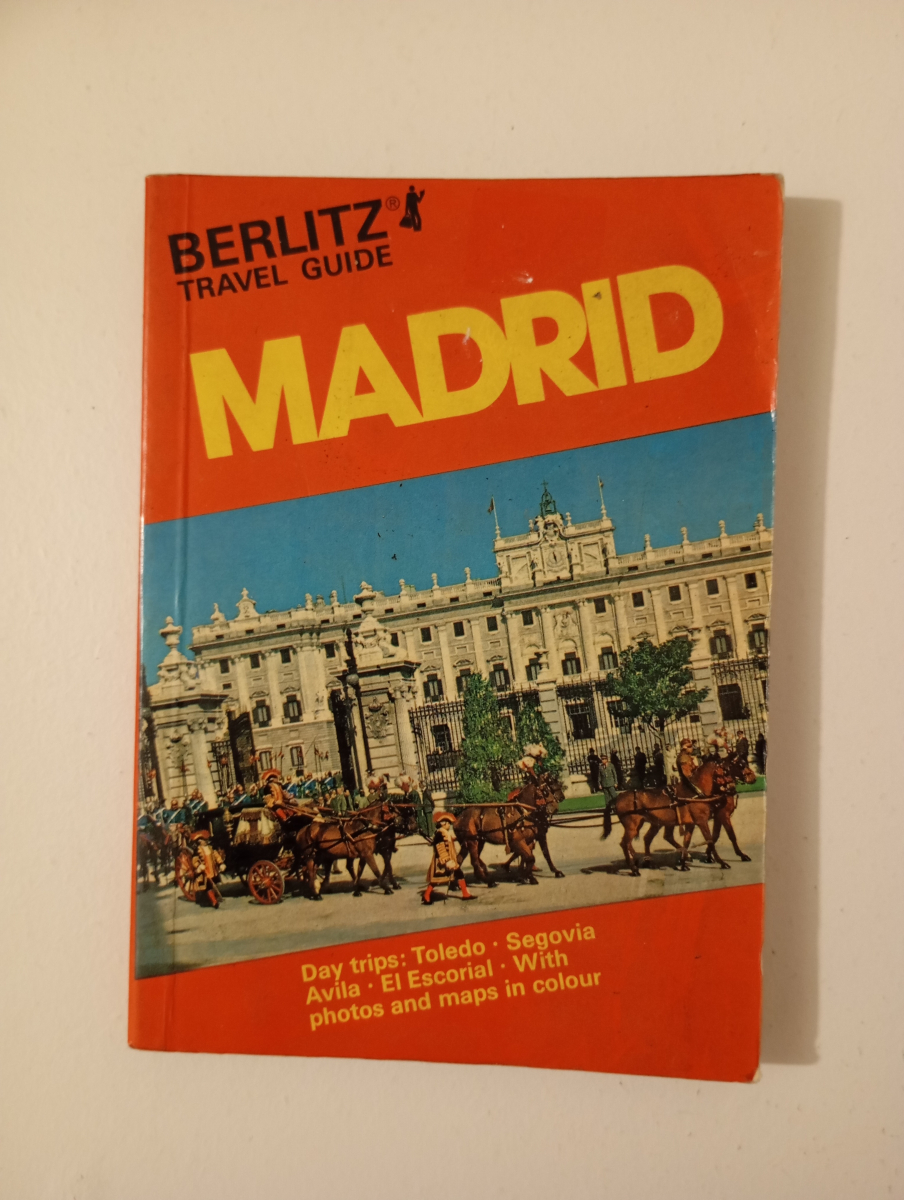 BERLITZ®
TRAVEL GUIDE
MADRID
Day trips: Toledo · Segovia
Avila · El Escorial · With
photos and maps in colour